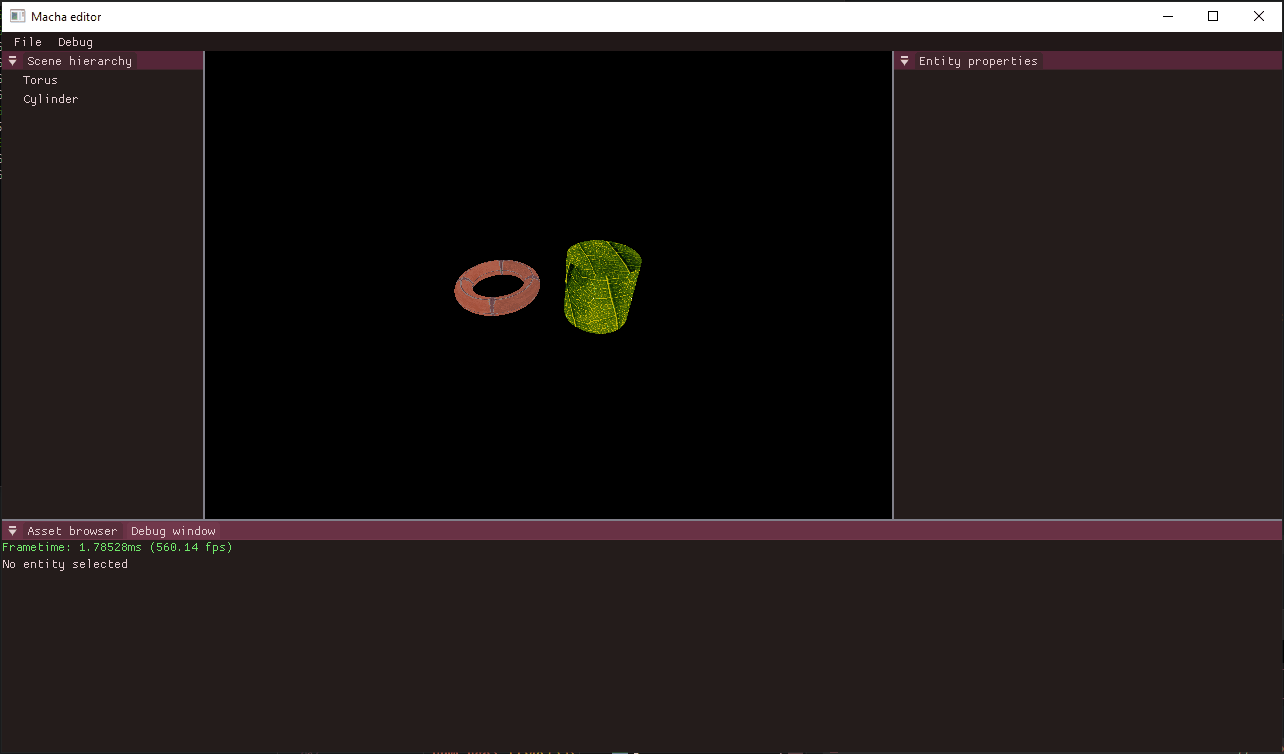 Macha editor
File Debug
Scene hierarchy
Torus
Cylinder
Entity properties
Asset browser Debug window
Frametime: 1.78528ms (560.14 fps)
No entity selected